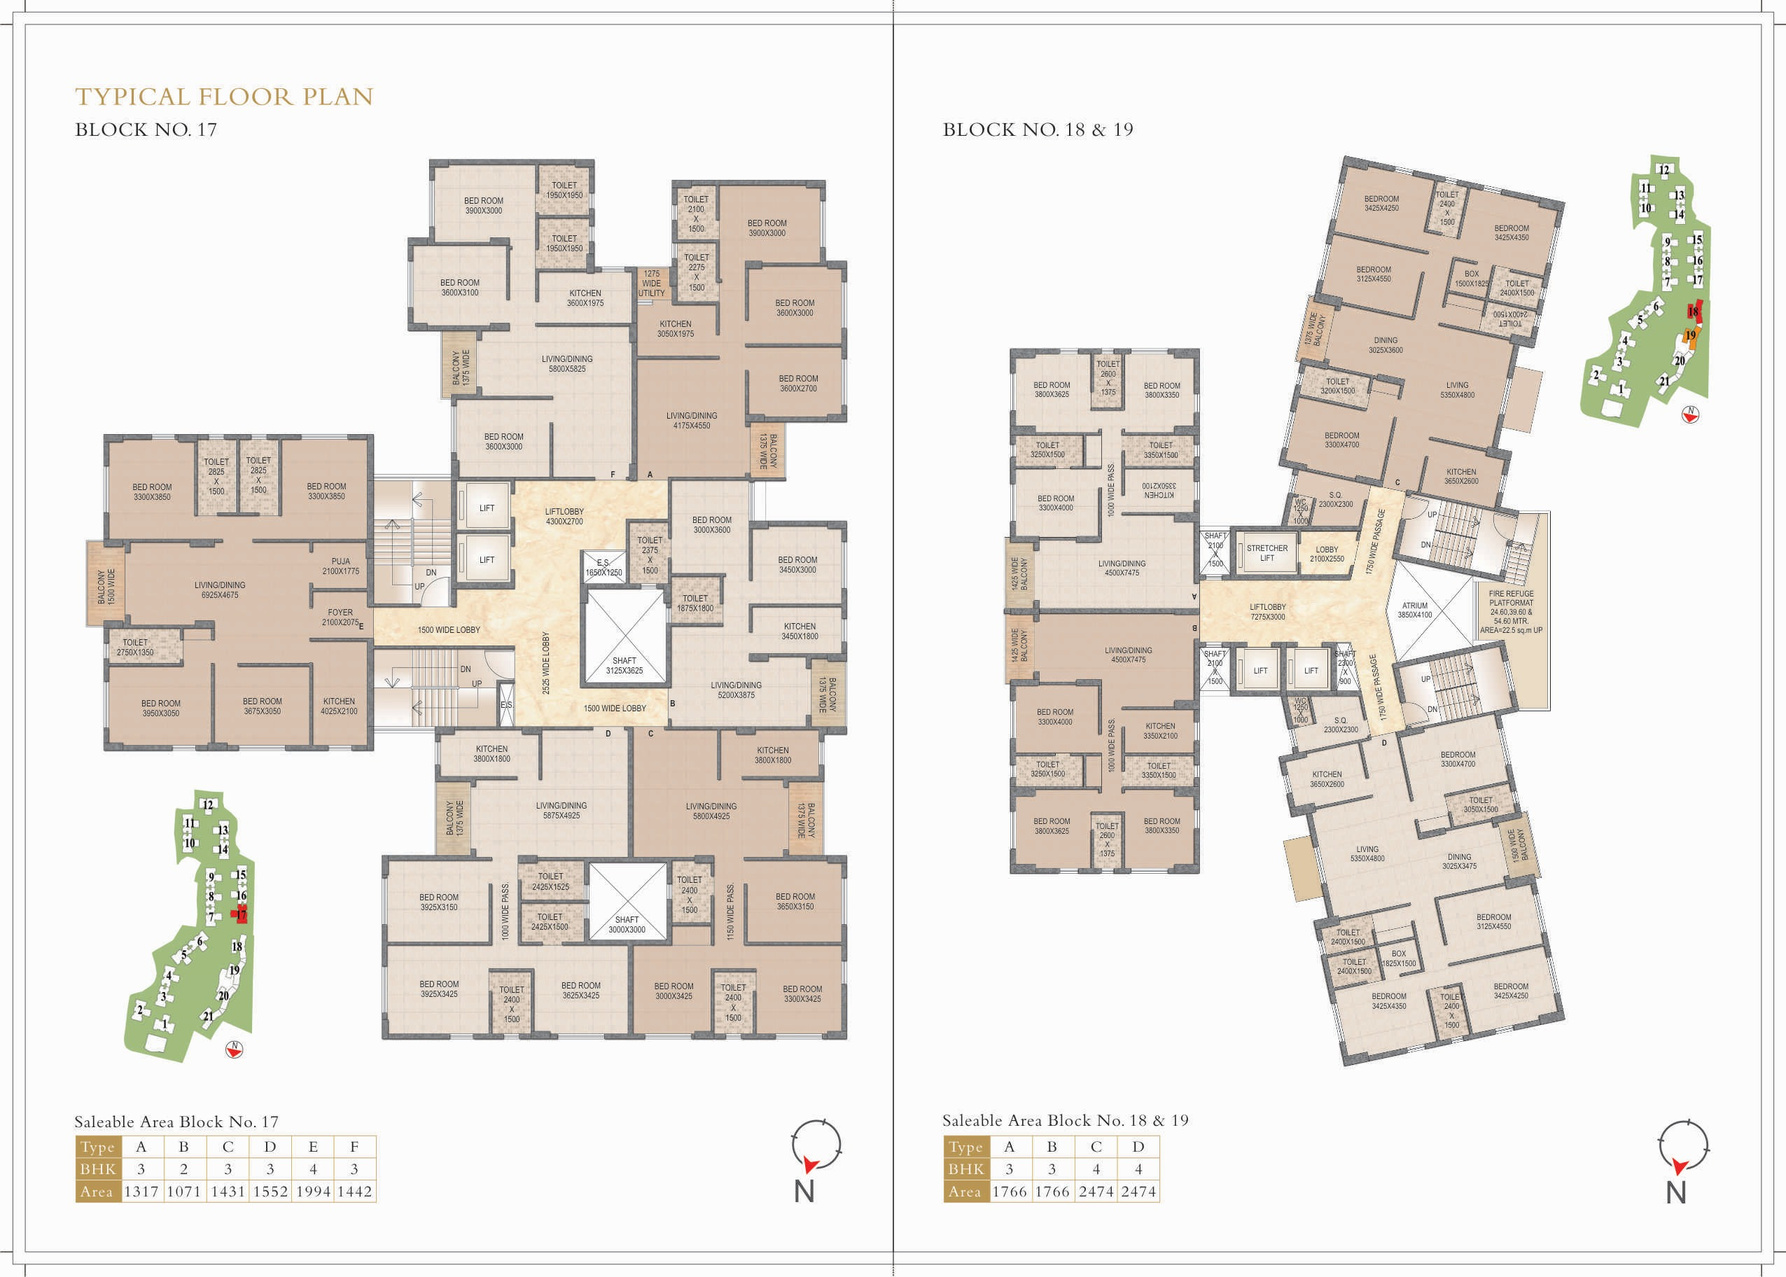 TYPICAL FLOOR PLAN
BLOCK NO. 17
BED ROOM
3900X3000
TOILET
1950X1950
TOILET
1950X1950
BED ROOM
3600X3100
KITCHEN
3600X1975
BALCONY
1375 WIDE
LIVING/DINING
5800X5825
BED ROOM
3600X3000
F
TOILET
2100
X
1500
BED ROOM
3900X3000
TOILET
2275
X
1500
1275
WIDE
UTILITY
KITCHEN
3050X1975
BED ROOM
3600X3000
BED ROOM
3600X2700
LIVING/DINING
4175X4550
BALCONY
1375 WIDE
A
BED ROOM
3300X3850
TOILET
2825
X
1500
TOILET
2825
X
1500
BED ROOM
3300X3850
BALCONY
1500 WIDE
LIVING/DINING
6925X4675
PUJA
2100X1775
FOYER
2100X2075
E
TOILET
2750X1350
BED ROOM
3950X3050
BED ROOM
3675X3050
KITCHEN
4025X2100
DN
UP
LIFT
LIFT
LIFTLOBBY
4300X2700
E.S.
1650X1250
TOILET
2375
X
1500
BED ROOM
3000X3600
BED ROOM
3450X3000
TOILET
1875X1800
KITCHEN
3450X1800
SHAFT
3125X3625
LIVING/DINING
5200X3875
BALCONY
1375 WIDE
B
1500 WIDE LOBBY
2525 WIDE LOBBY
1500 WIDE LOBBY
DN
UP
E.S.
D
C
KITCHEN
3800X1800
KITCHEN
3800X1800
BALCONY
1375 WIDE
LIVING/DINING
5875X4925
LIVING/DINING
5800X4925
BALCONY
1375 WIDE
BED ROOM
3925X3150
1000 WIDE PASS.
TOILET
2425X1525
TOILET
2425X1500
SHAFT
3000X3000
TOILET
2400
X
1500
1150 WIDE PASS.
BED ROOM
3650X3150
BED ROOM
3925X3425
TOILET
2400
X
1500
BED ROOM
3625X3425
BED ROOM
3000X3425
TOILET
2400
X
1500
BED ROOM
3300X3425
12
11
13
10
14
9
15
8
16
7
17
6
18
5
4
19
3
20
2
1
21
N
Saleable Area Block No. 17
Type A B C D E F
BHK 3 2 3 3 4 3
Area 1317 1071 1431 1552 1994 1442
N
BLOCK NO. 18 & 19
BED ROOM
3800X3625
TOILET
2600
X
1375
BED ROOM
3800X3350
TOILET
3250X1500
TOILET
3350X1500
BED ROOM
3300X4000
1000 WIDE PASS.
KITCHEN
3350X2100
1425 WIDE
BALCONY
LIVING/DINING
4500X7475
A
B
1425 WIDE
BALCONY
LIVING/DINING
4500X7475
BED ROOM
3300X4000
1000 WIDE PASS.
KITCHEN
3350X2100
TOILET
3250X1500
TOILET
3350X1500
BED ROOM
3800X3625
TOILET
2600
X
1375
BED ROOM
3800X3350
SHAFT
2100
X
1500
STRETCHER
LIFT
LOBBY
2100X2550
LIFTLOBBY
7275X3000
SHAFT
2100
X
1500
LIFT
LIFT
SHAFT
2300
X
900
1750 WIDE PASSAGE
1750 WIDE PASSAGE
ATRIUM
3850X4100
FIRE REFUGE
PLATFORMAT
24.60,39.60 &
54.60 MTR.
AREA=22.5 sq.m UP
UP
DN
UP
DN
BEDROOM
3425X4250
TOILET
2400
X
1500
BEDROOM
3425X4350
BEDROOM
3125X4550
BOX
1500X1825
TOILET
2400X1500
TOILET
2400X1500
1375 WIDE
BALCONY
DINING
3025X3600
TOILET
3200X1500
LIVING
5350X4800
BEDROOM
3300X4700
KITCHEN
3650X2600
C
S.Q.
2300X2300
WC
1250
X
1000
WC
1250
X
1000
S.Q.
2300X2300
D
KITCHEN
3650X2600
BEDROOM
3300X4700
TOILET
3050X1500
LIVING
5350X4800
DINING
3025X3475
1500 WIDE
BALCONY
BEDROOM
3125X4550
TOILET
2400X1500
BOX
1825X1500
TOILET
2400X1500
BEDROOM
3425X4350
TOILET
2400
X
1500
BEDROOM
3425X4250
12
11
13
10
14
9
15
8
16
7
17
6
18
5
19
4
3
20
2
1
21
N
Saleable Area Block No. 18 & 19
Type A B C D
BHK 3 3 4 4
Area 1766 1766 2474 2474
N